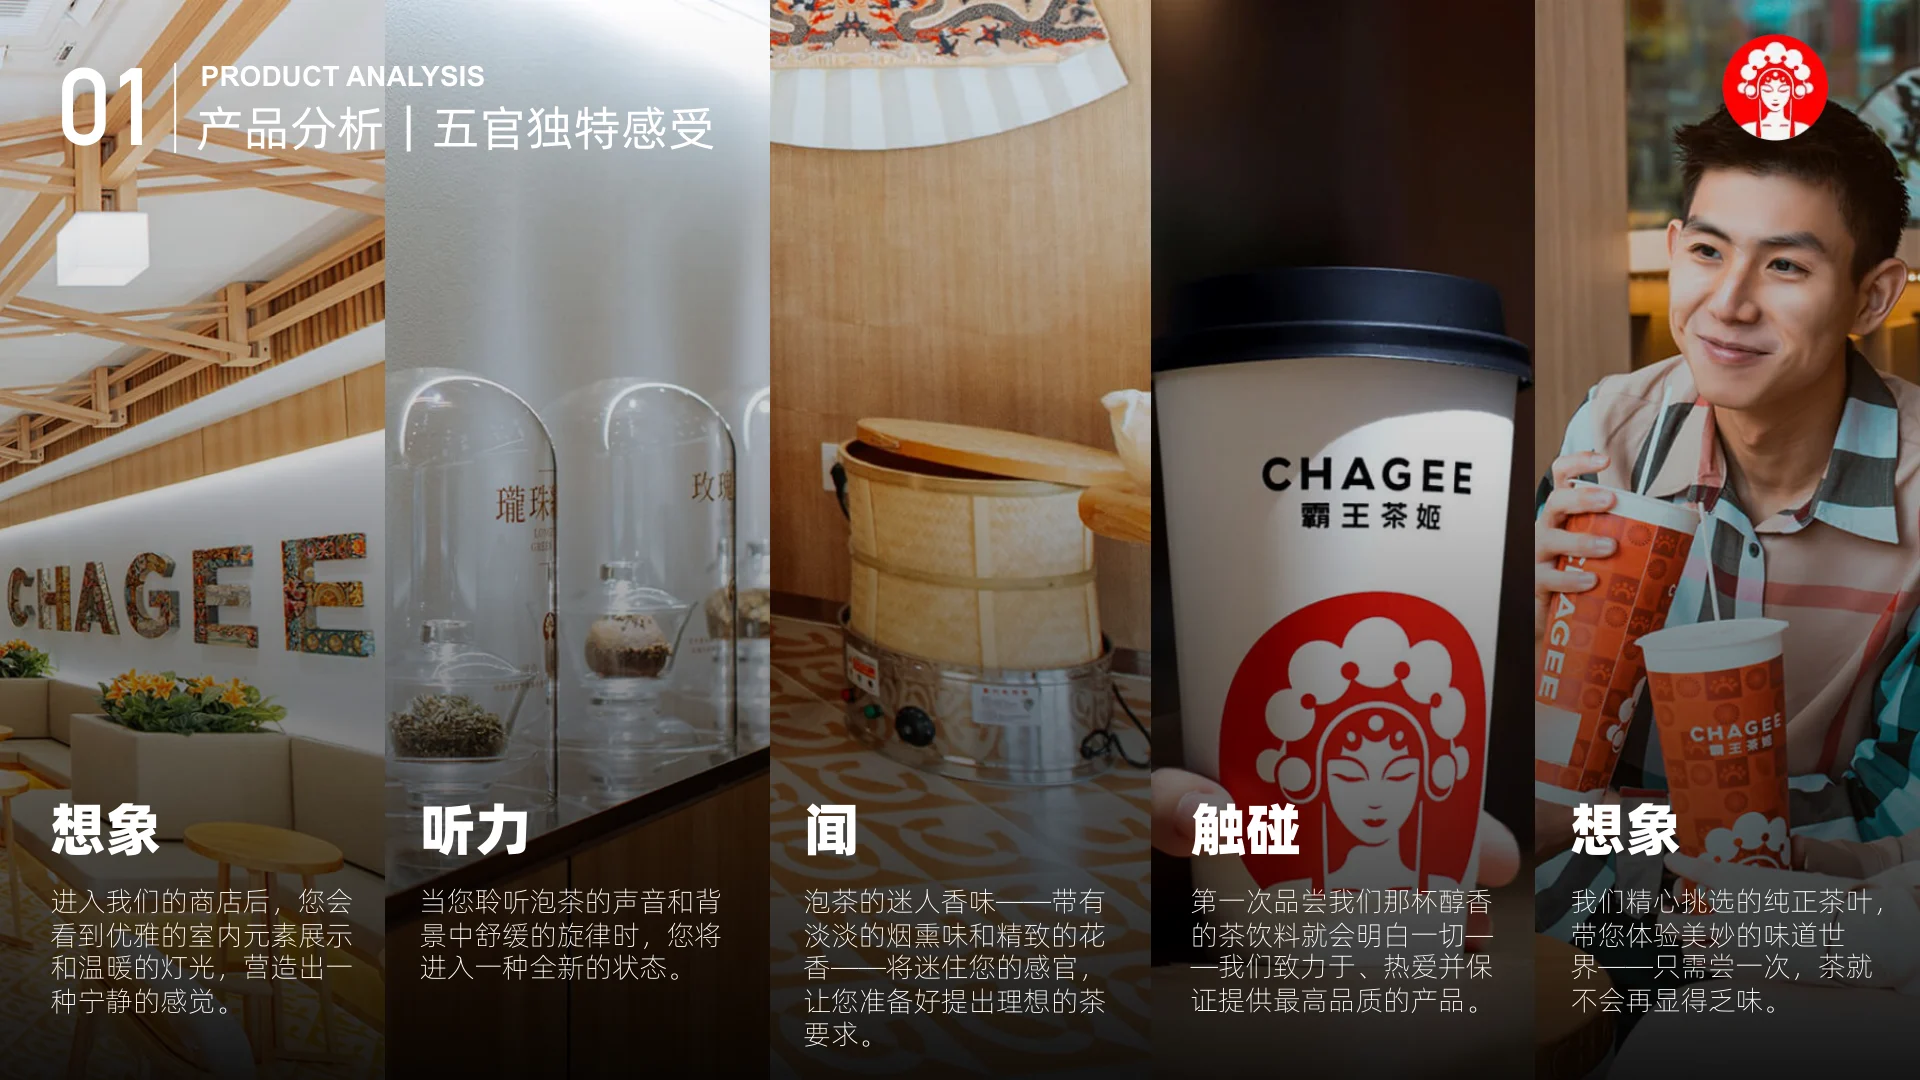 01
PRODUCT ANALYSIS
产品分析｜五官独特感受
CHAGEE
瓏珠
玫瑰
CHAGEE
霸王茶姬
CHAGEE
CHAGEE
霸王茶姬
想象
进入我们的商店后，您会
看到优雅的室内元素展示
和温暖的灯光，营造出一
种宁静的感觉。
听力
当您聆听泡茶的声音和背
景中舒缓的旋律时，您将
进入一种全新的状态。
闻
泡茶的迷人香味——带有
淡淡的烟熏味和精致的花
香——将迷住您的感官，
让您准备好提出理想的茶
要求。
触碰
第一次品尝我们那杯醇香
的茶饮料就会明白一切—
—我们致力于、热爱并保
证提供最高品质的产品。
想象
我们精心挑选的纯正茶叶，
带您体验美妙的味道世
界——只需尝一次，茶就
不会再显得乏味。